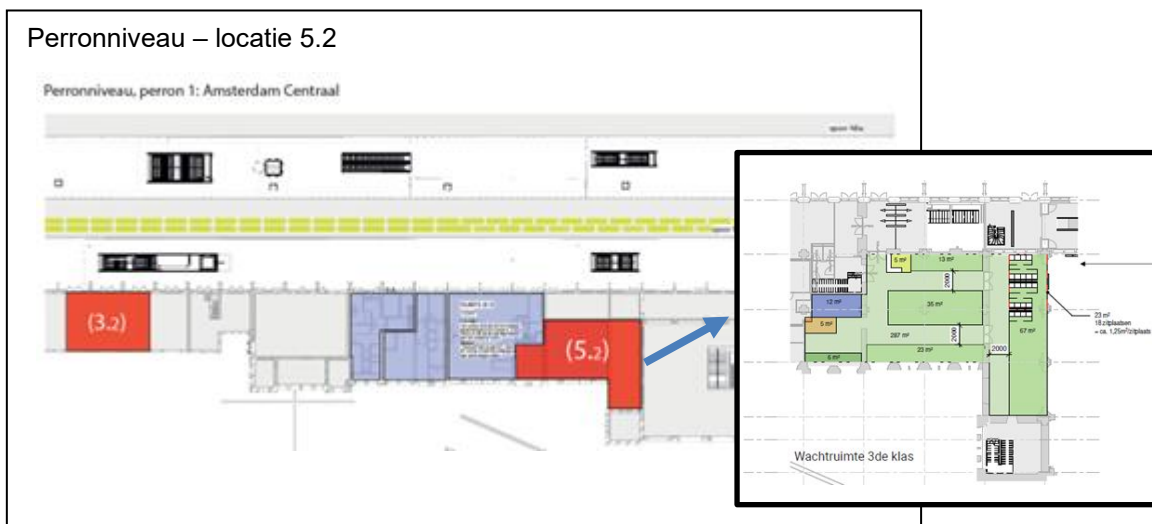 Perronniveau – locatie 5.2
Perronniveau, perron 1: Amsterdam Centraal
(3.2)
(5.2)
5 m²
13 m²
2000
12 m²
35 m²
5 m²
287 m²
2000
67 m²
23 m²
2000
23 m²
18 zitplaatsen
= ca. 1,25m²/zitplaats
Wachtruimte 3de klas